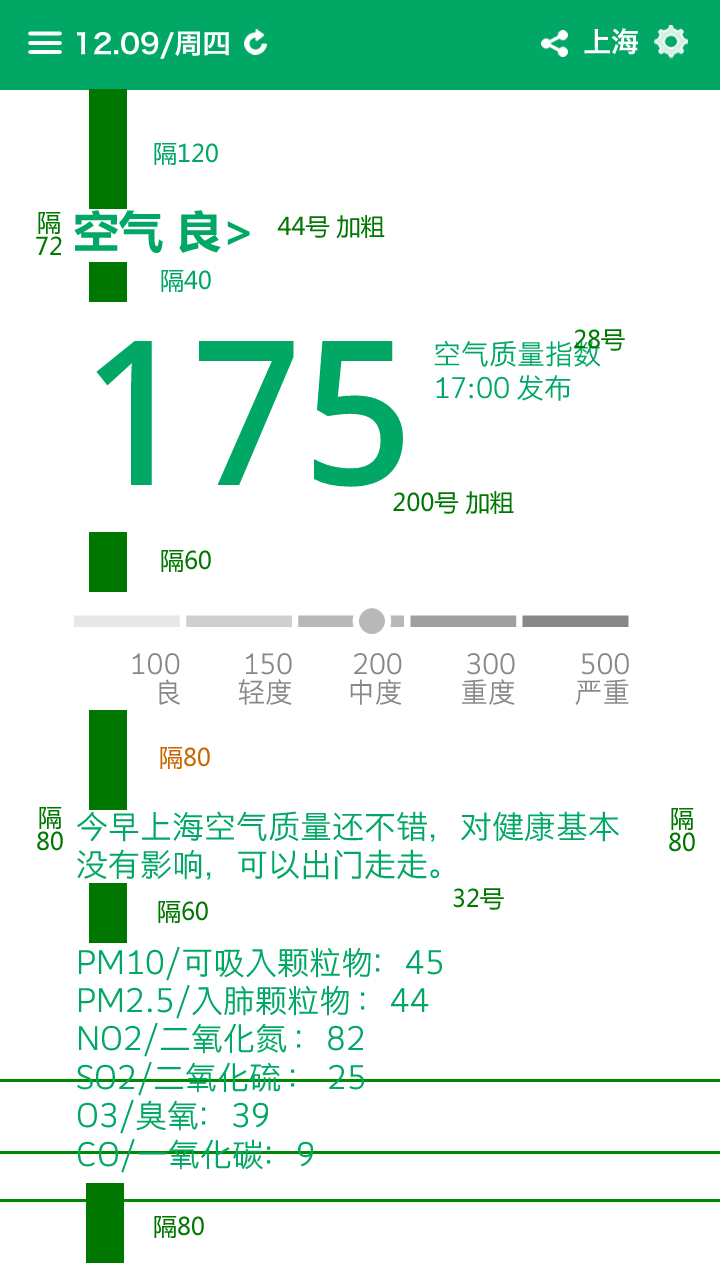 12.09/周四 上海
隔120
隔
72
空气 良>
44号 加粗
隔40
175
28号
空气质量指数
17:00 发布
200号 加粗
隔60
100 150 200 300 500
良 轻度 中度 重度 严重
隔80
隔
80
今早上海空气质量还不错，对健康基本
没有影响，可以出门走走。
隔
80
32号
隔60
PM10/可吸入颗粒物：45
PM2.5/入肺颗粒物：44
NO2/二氧化氮：82
SO2/二氧化硫：25
O3/臭氧：39
CO/一氧化碳：9
隔80